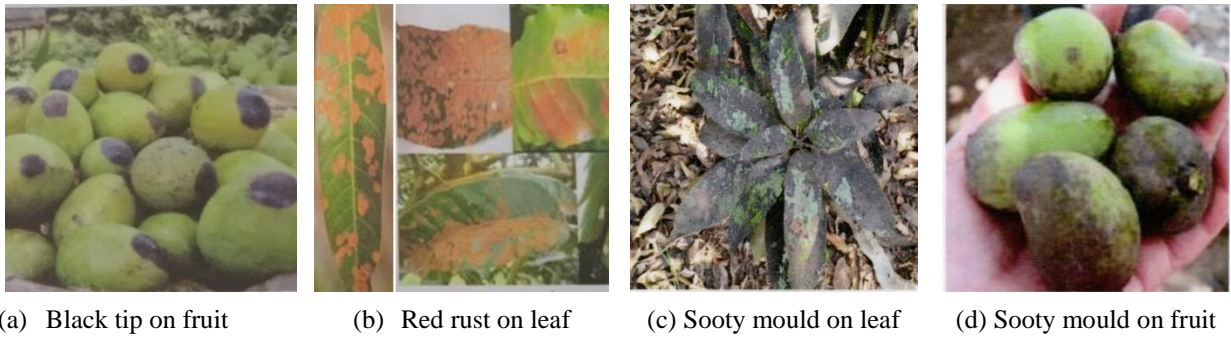 (a) Black tip on fruit
(b) Red rust on leaf
(c) Sooty mould on leaf
(d) Sooty mould on fruit